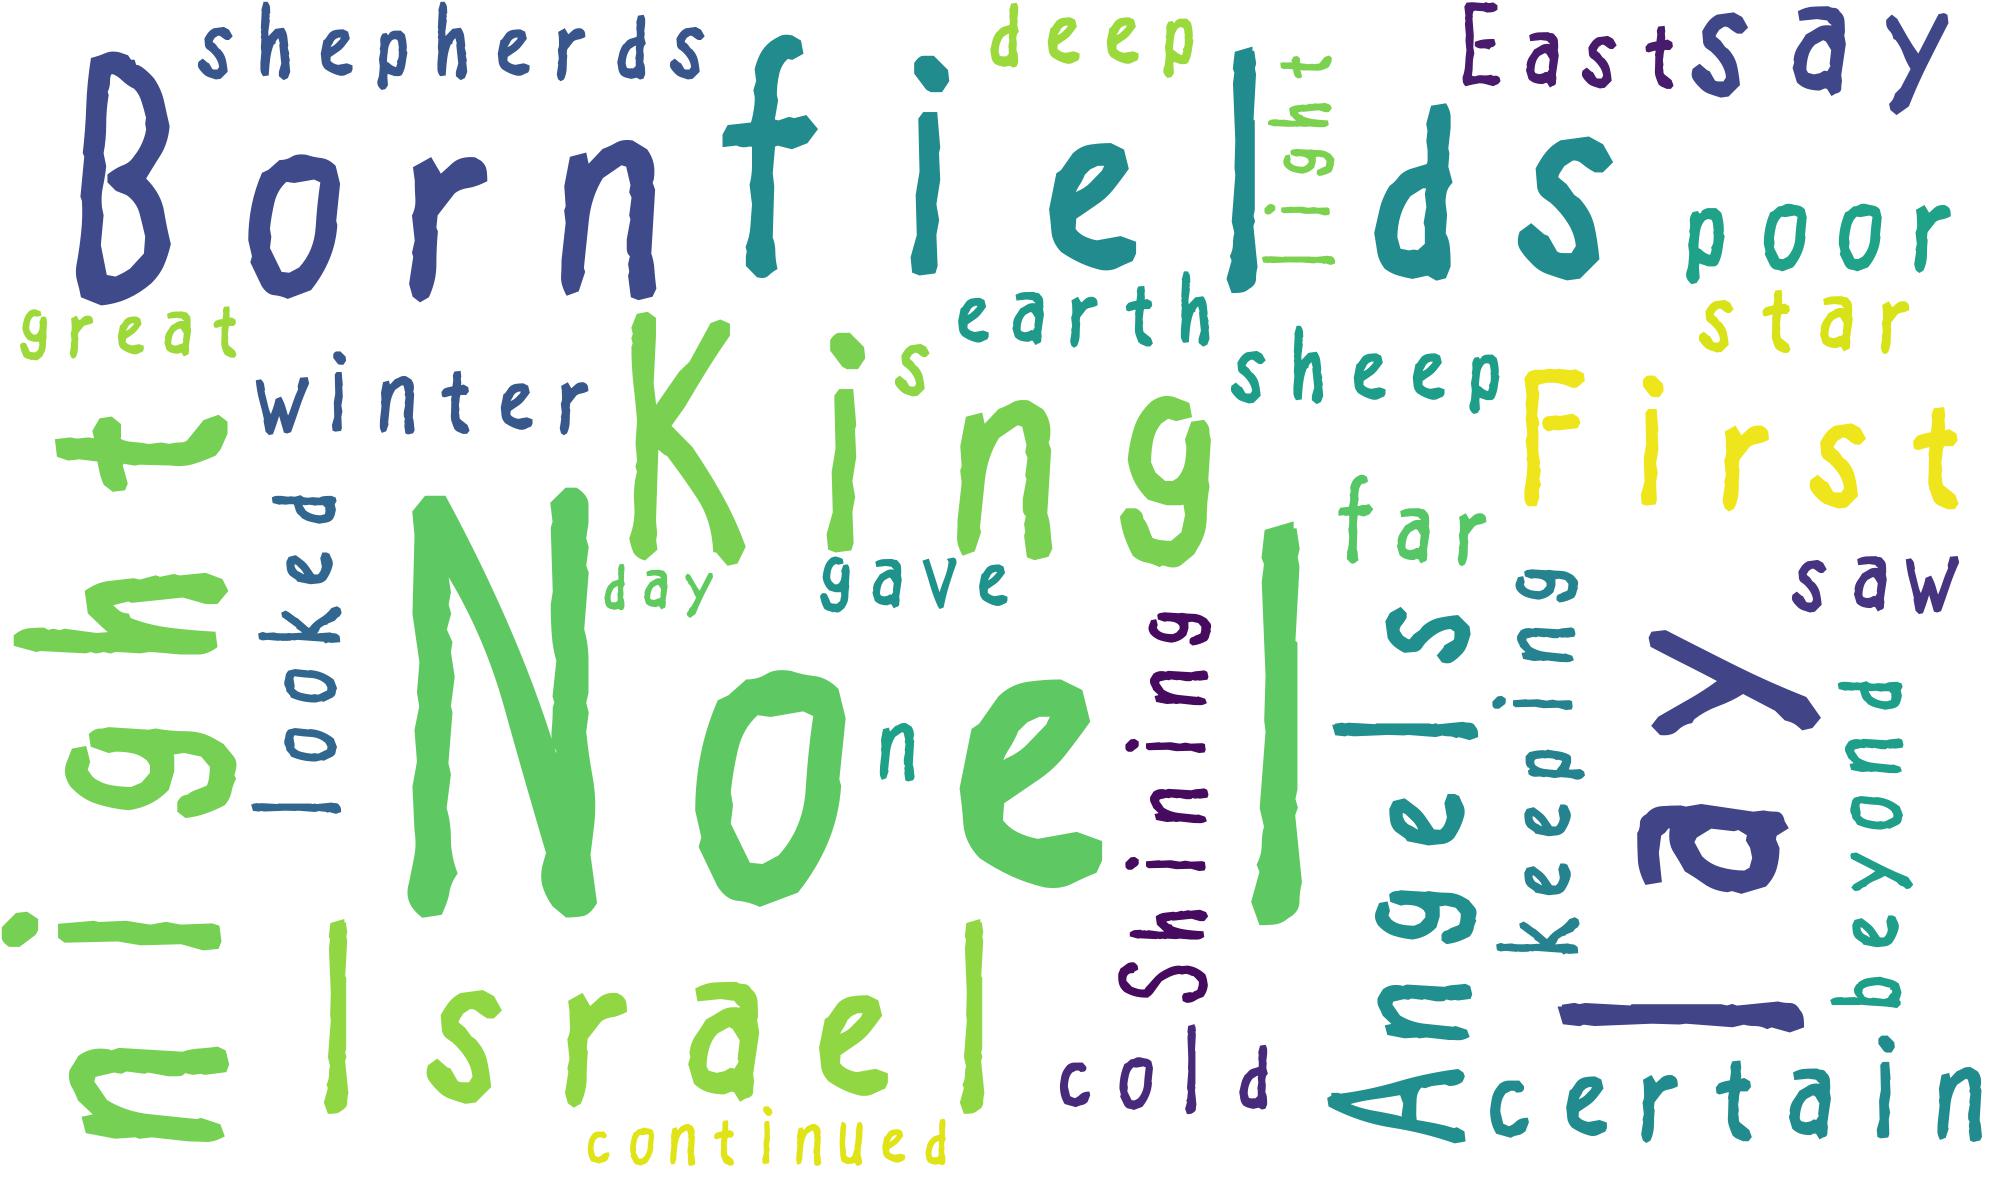 shepherds
deep
East
say
Born
fields
light
poor
great
earth
star
winter
King
s
sheep
First
night
looked
Noel
far
day
gave
saw
Shining
Angels
keeping
lay
beyond
n
Israel
cold
certain
continued